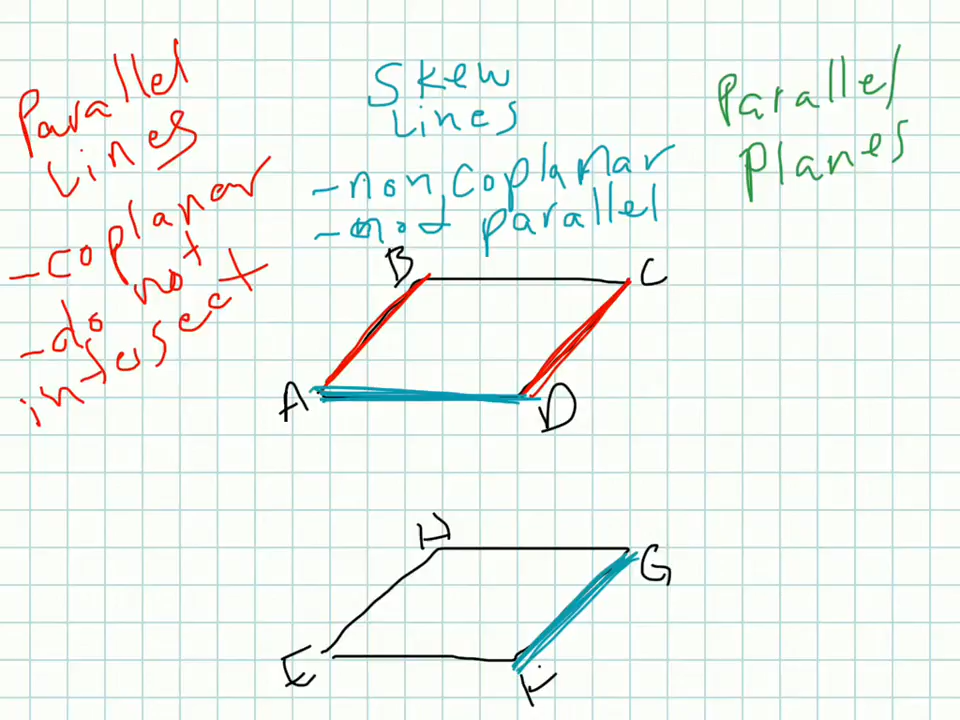 Parallel
Lines
-coplanar
-do not
intersect
Skew
Lines
-non coplanar
-not parallel
Parallel
Planes
B
C
A
D
H
G
E
F